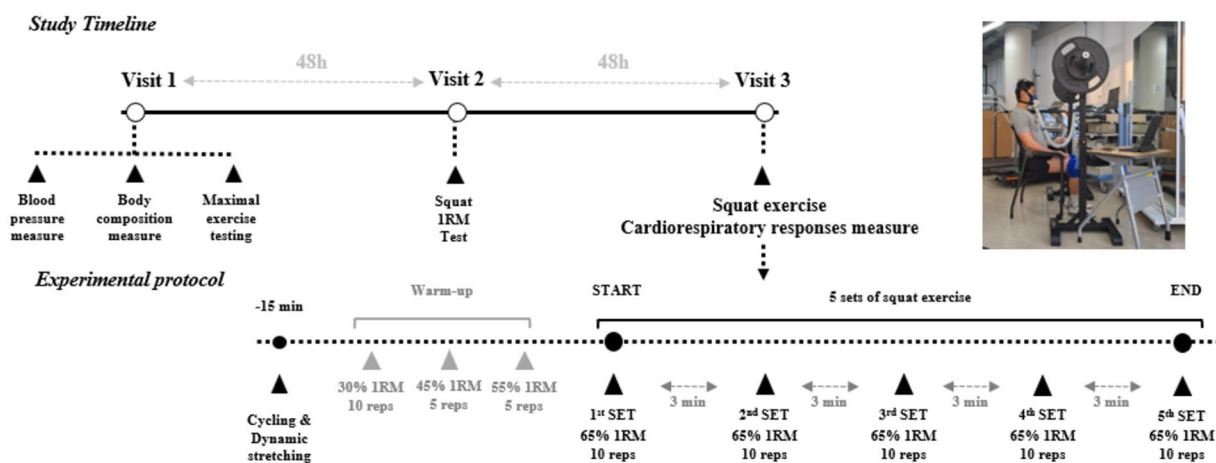 Study Timeline
48h
48h
Visit 1
Visit 2
Visit 3
Blood
pressure
measure
Body
composition
measure
Maximal
exercise
testing
Squat
1RM
Test
Squat exercise
Cardiorespiratory responses measure
Experimental protocol
-15 min
Warm-up
START
5 sets of squat exercise
END
Cycling &
Dynamic
stretching
30% 1RM
10 reps
45% 1RM
5 reps
55% 1RM
5 reps
1st SET
65% 1RM
10 reps
3 min
2nd SET
65% 1RM
10 reps
3 min
3rd SET
65% 1RM
10 reps
3 min
4th SET
65% 1RM
10 reps
3 min
5th SET
65% 1RM
10 reps